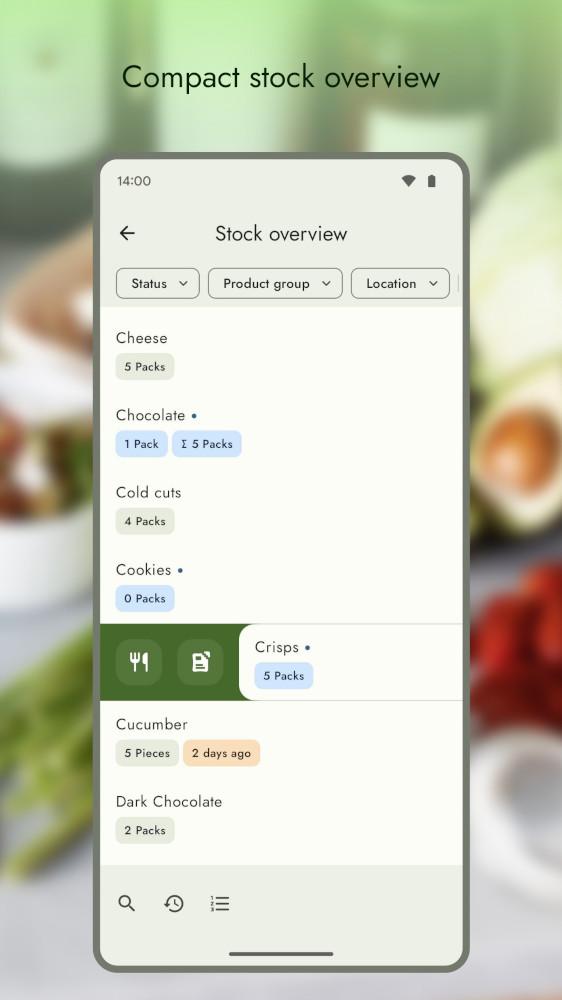 Compact stock overview
14:00
Stock overview
Status
Product group
Location
Cheese
5 Packs
Chocolate •
1 Pack
Σ 5 Packs
Cold cuts
4 Packs
Cookies •
0 Packs
Crisps •
5 Packs
Cucumber
5 Pieces
2 days ago
Dark Chocolate
2 Packs